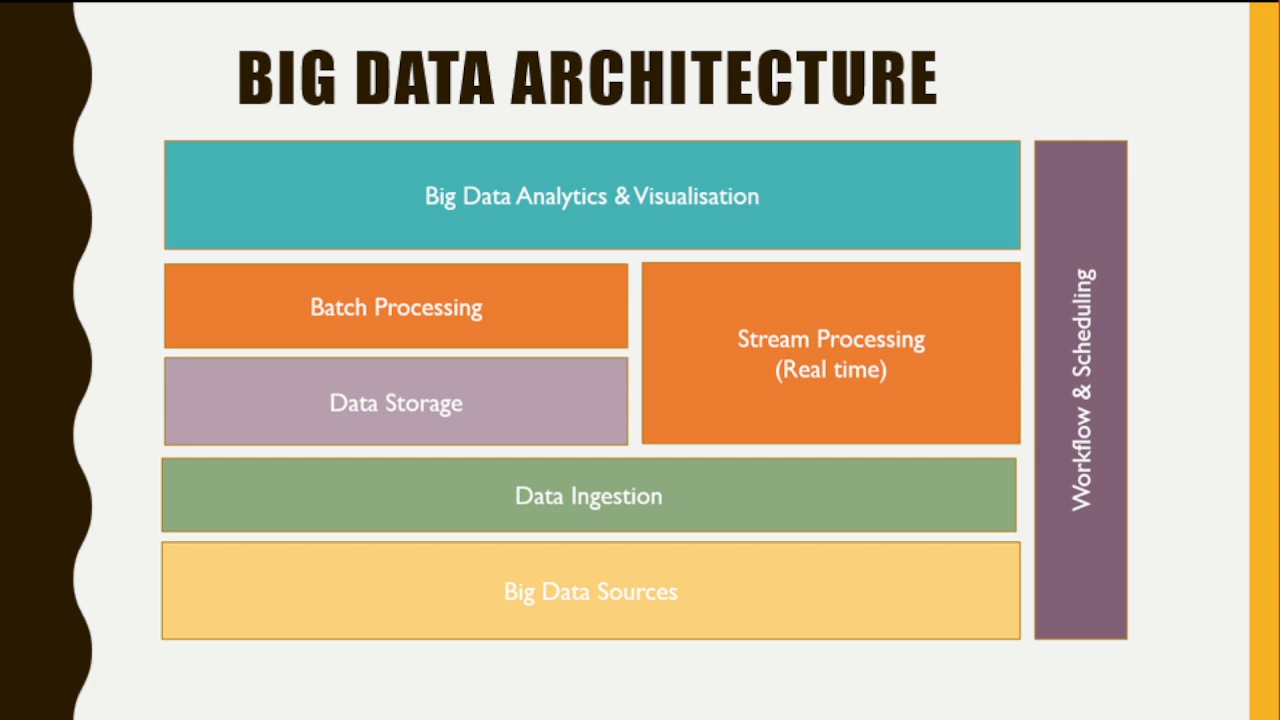 BIG DATA ARCHITECTURE
Big Data Analytics & Visualisation
Batch Processing
Stream Processing
(Real time)
Data Storage
Data Ingestion
Big Data Sources
Workflow & Scheduling